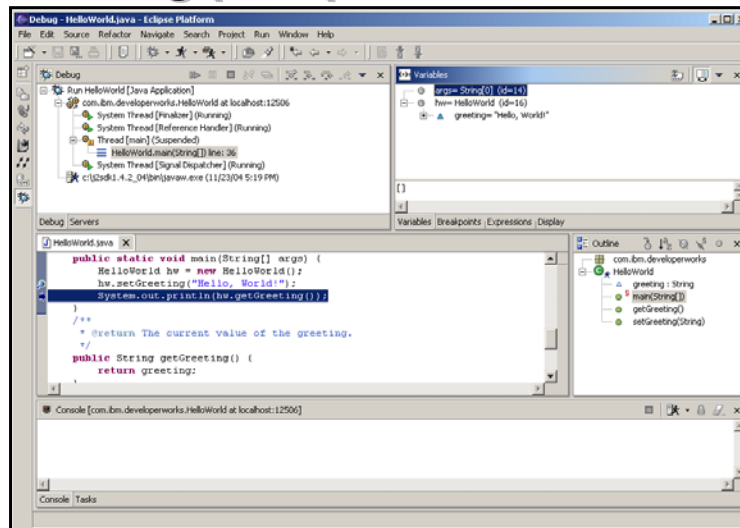 Debug - HelloWorld.java - Eclipse Platform
File Edit Source Refactor Navigate Search Project Run Window Help
Debug
Run HelloWorld [Java Application]
com.ibm.developerworks.HelloWorld at localhost:12506
System Thread [Finalizer] (Running)
System Thread [Reference Handler] (Running)
Thread [main] (Suspended)
HelloWorld.main(String[]) line: 36
System Thread [Signal Dispatcher] (Running)
c:\j2sdk1.4.2_04\bin\javaw.exe (11/23/04 5:19 PM)
Debug Servers
Variables
args= String[0] (id=14)
hw= HelloWorld (id=16)
greeting= "Hello, World!"
[]
Variables Breakpoints Expressions Display
HelloWorld.java
public static void main(String[] args) {
HelloWorld hw = new HelloWorld();
hw.setGreeting("Hello, World!");
System.out.println(hw.getGreeting());
}
/**
* @return The current value of the greeting.
*/
public String getGreeting() {
return greeting;
Outline
com.ibm.developerworks
HelloWorld
greeting : String
main(String[])
getGreeting()
setGreeting(String)
Console [com.ibm.developerworks.HelloWorld at localhost:12506]
Console Tasks